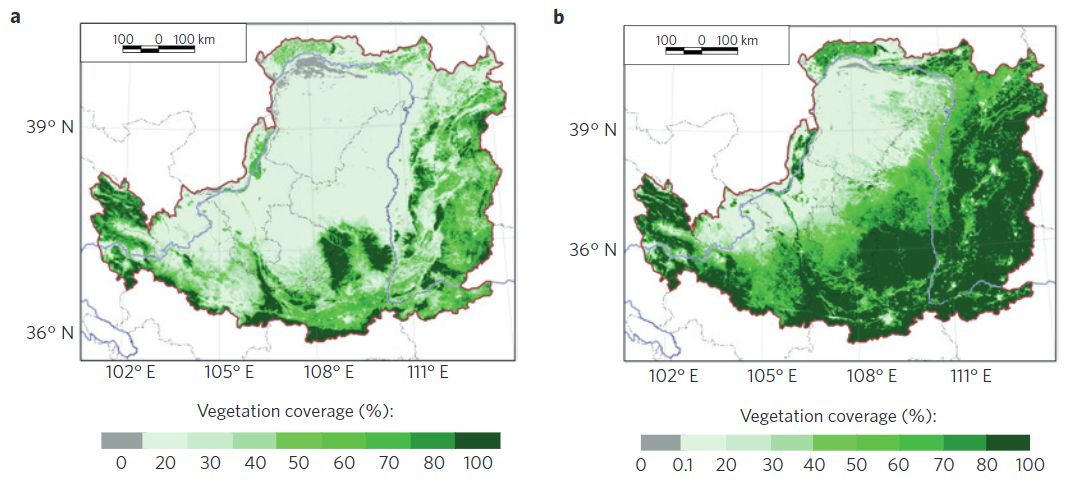 a
100 0 100 km
39° N
36° N
102° E 105° E 108° E 111° E
Vegetation coverage (%):
0 20 30 40 50 60 70 80 100
b
100 0 100 km
39° N
36° N
102° E 105° E 108° E 111° E
Vegetation coverage (%):
0 0.1 20 30 40 50 60 70 80 100